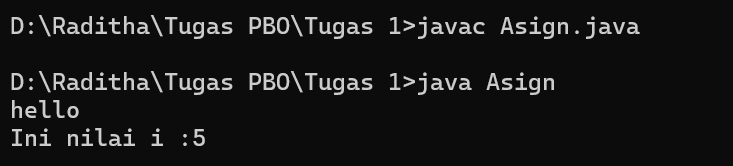 D:\Raditha\Tugas PBO\Tugas 1>javac Asign.java
D:\Raditha\Tugas PBO\Tugas 1>java Asign
hello
Ini nilai i :5